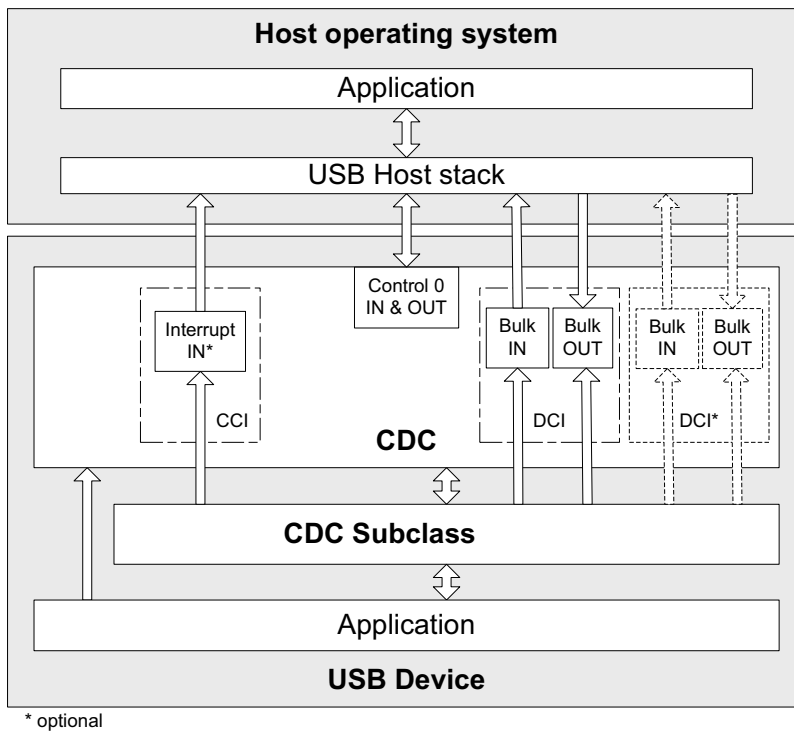 Host operating system
Application
USB Host stack
Control 0
IN & OUT
Interrupt
IN*
Bulk
IN
Bulk
OUT
Bulk
IN
Bulk
OUT
CCI
DCI
DCI*
CDC
CDC Subclass
Application
USB Device
* optional